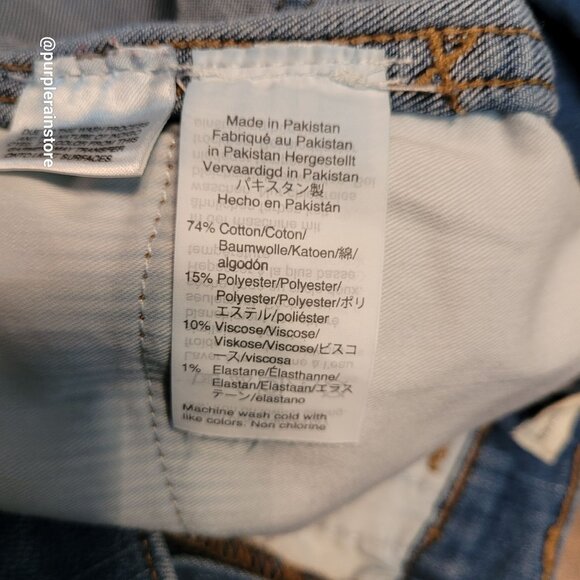 @purplerainstore
SURFACES.
Made in Pakistan
Fabriqué au Pakistan
in Pakistan Hergestellt
Vervaardigd in Pakistan
パキスタン製
Hecho en Pakistán
74% Cotton/Coton/
Baumwolle/Katoen/綿/
algodón
15% Polyester/Polyester/
Polyester/Polyester/ポリ
エステル/poliéster
10% Viscose/Viscose/
Viskose/Viscose/ビスコ
ース/viscosa
1% Elastane/Élasthanne/
Elastan/Elastaan/エラス
テーン/elastano
Machine wash cold with
like colors. Non chlorine